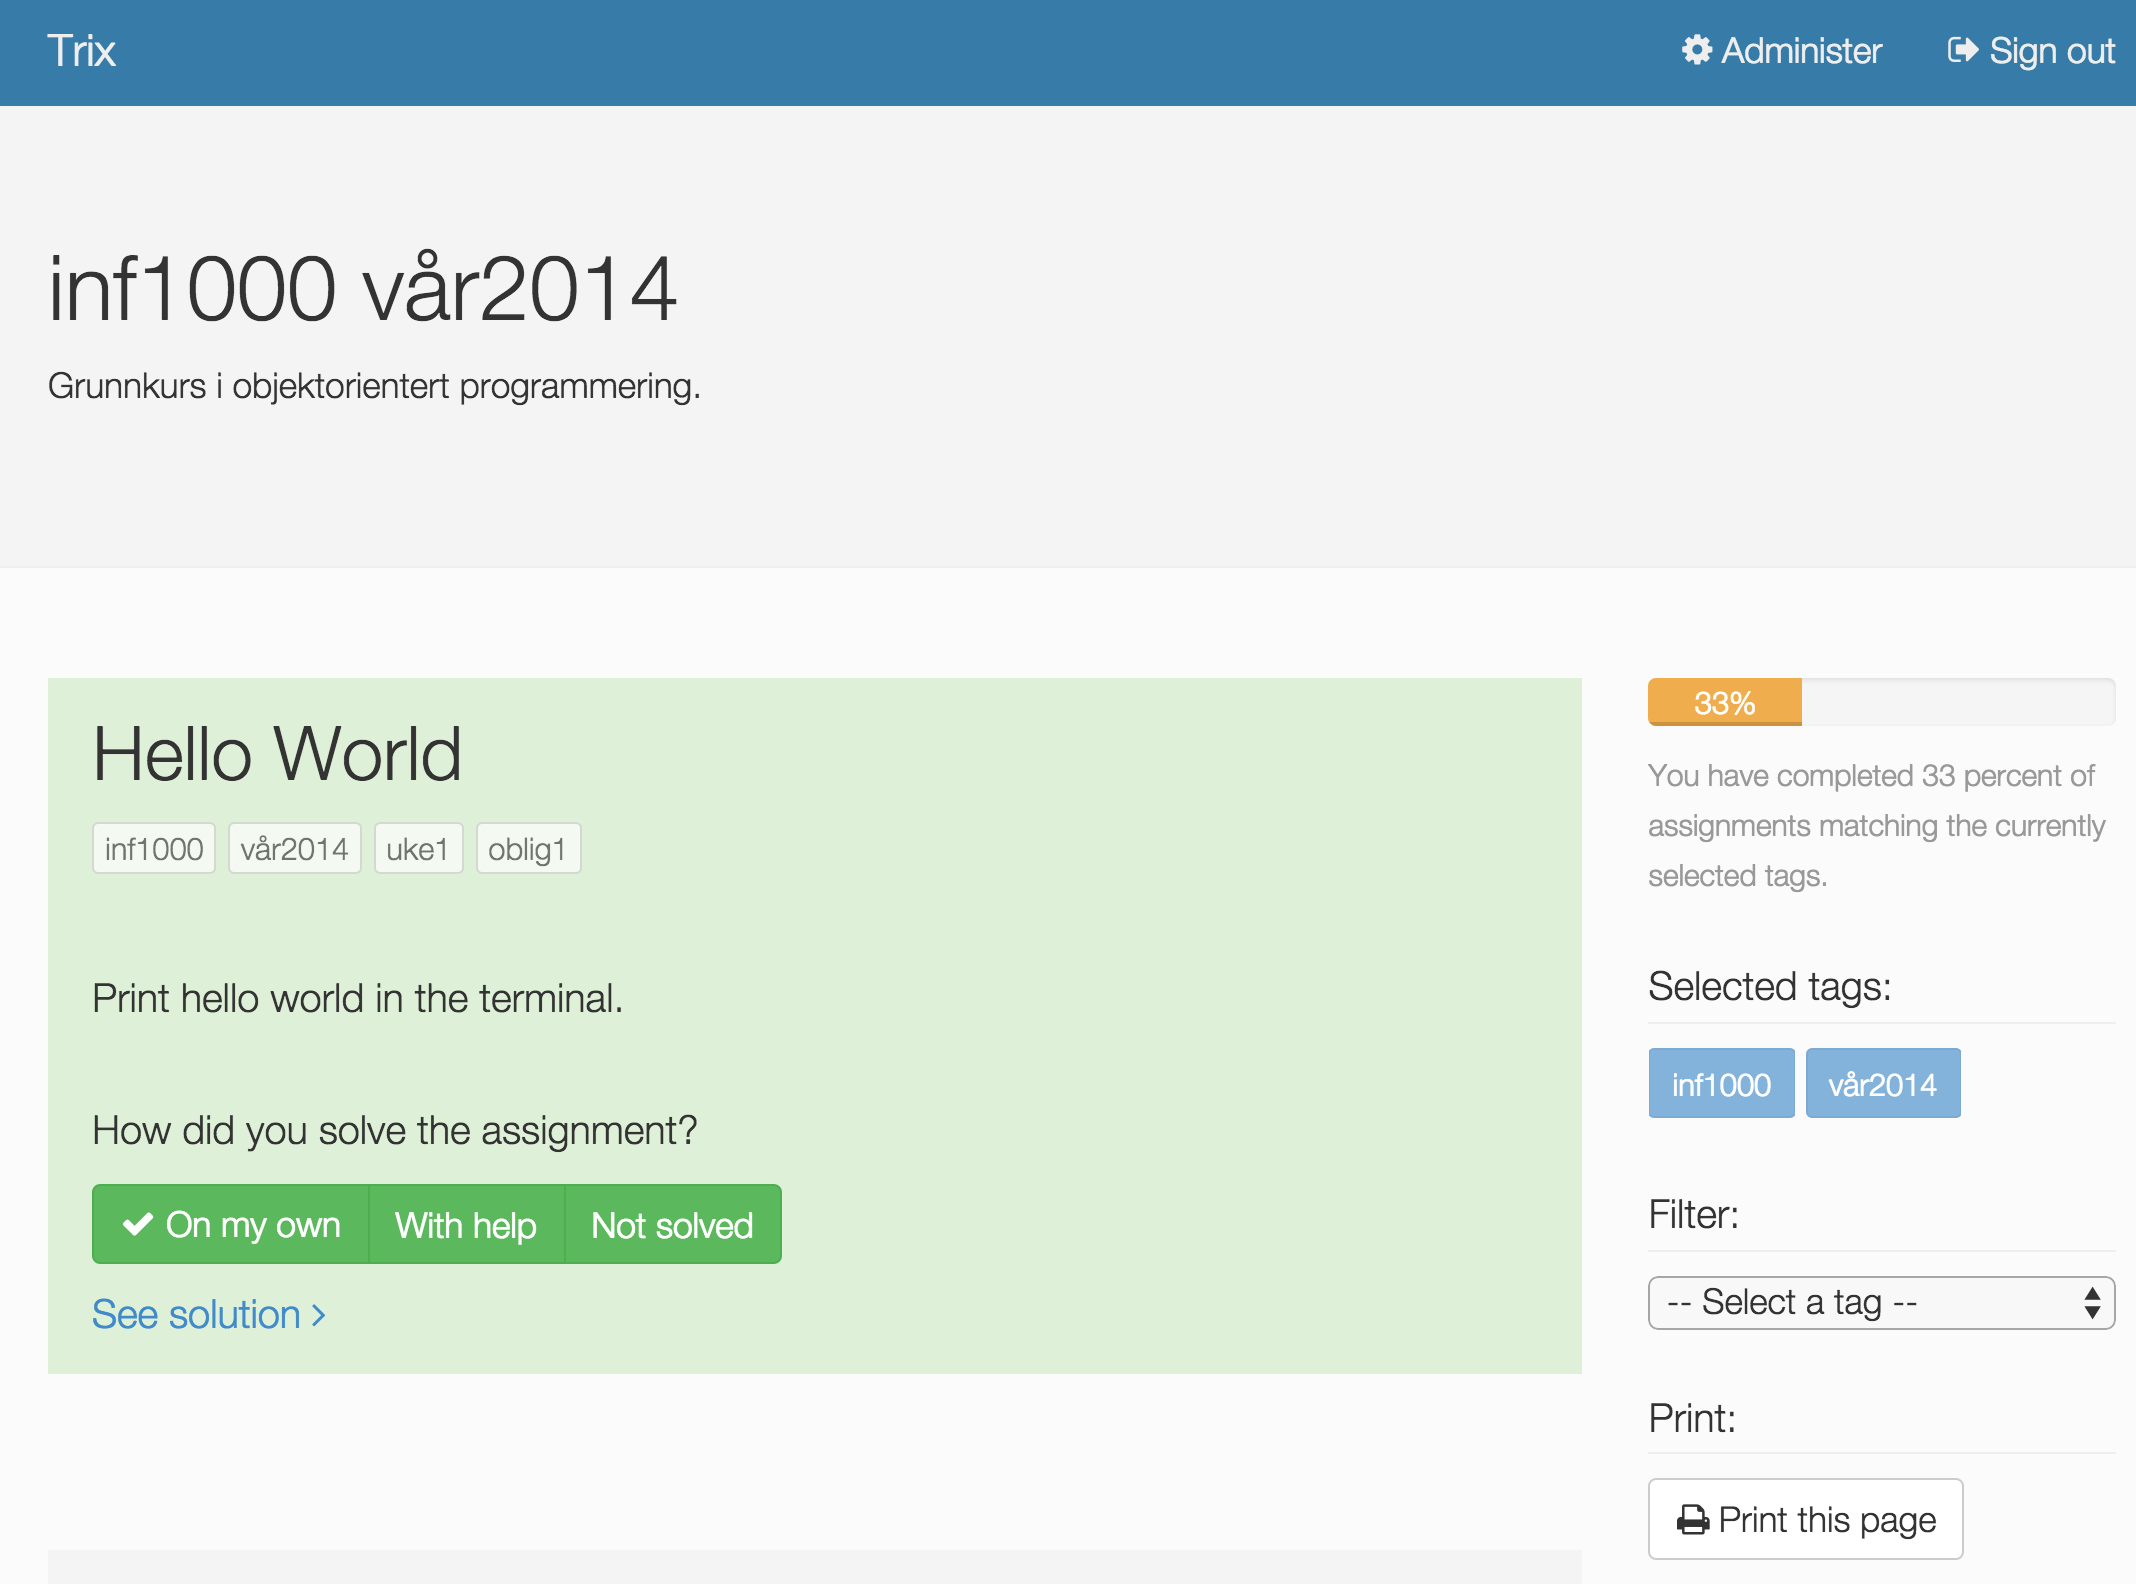 Trix
Administer
Sign out
inf1000 vår2014
Grunnkurs i objektorientert programmering.
Hello World
inf1000
vår2014
uke1
oblig1
Print hello world in the terminal.
How did you solve the assignment?
On my own
With help
Not solved
See solution
33%
You have completed 33 percent of
assignments matching the currently
selected tags.
Selected tags:
inf1000
vår2014
Filter:
-- Select a tag --
Print:
Print this page